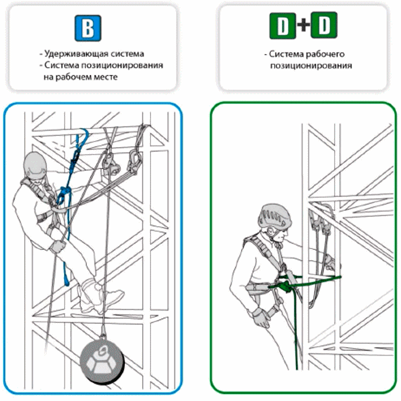 B
- Удерживающая система
- Система позиционирования
на рабочем месте
D+D
- Система рабочего
позиционирования